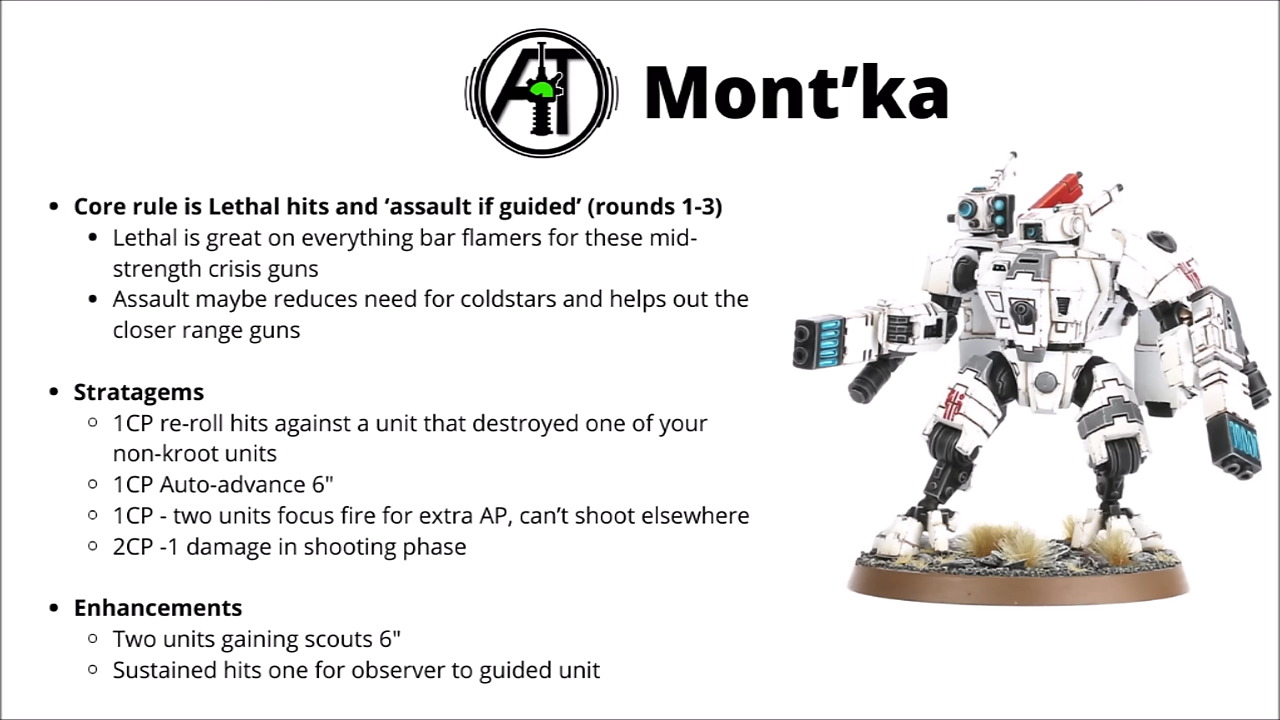 AT
Mont’ka
• Core rule is Lethal hits and ‘assault if guided’ (rounds 1-3)
• Lethal is great on everything bar flamers for these mid-
strength crisis guns
• Assault maybe reduces need for coldstars and helps out the
closer range guns
• Stratagems
◦ 1CP re-roll hits against a unit that destroyed one of your
non-kroot units
◦ 1CP Auto-advance 6"
◦ 1CP - two units focus fire for extra AP, can’t shoot elsewhere
◦ 2CP -1 damage in shooting phase
• Enhancements
◦ Two units gaining scouts 6"
◦ Sustained hits one for observer to guided unit